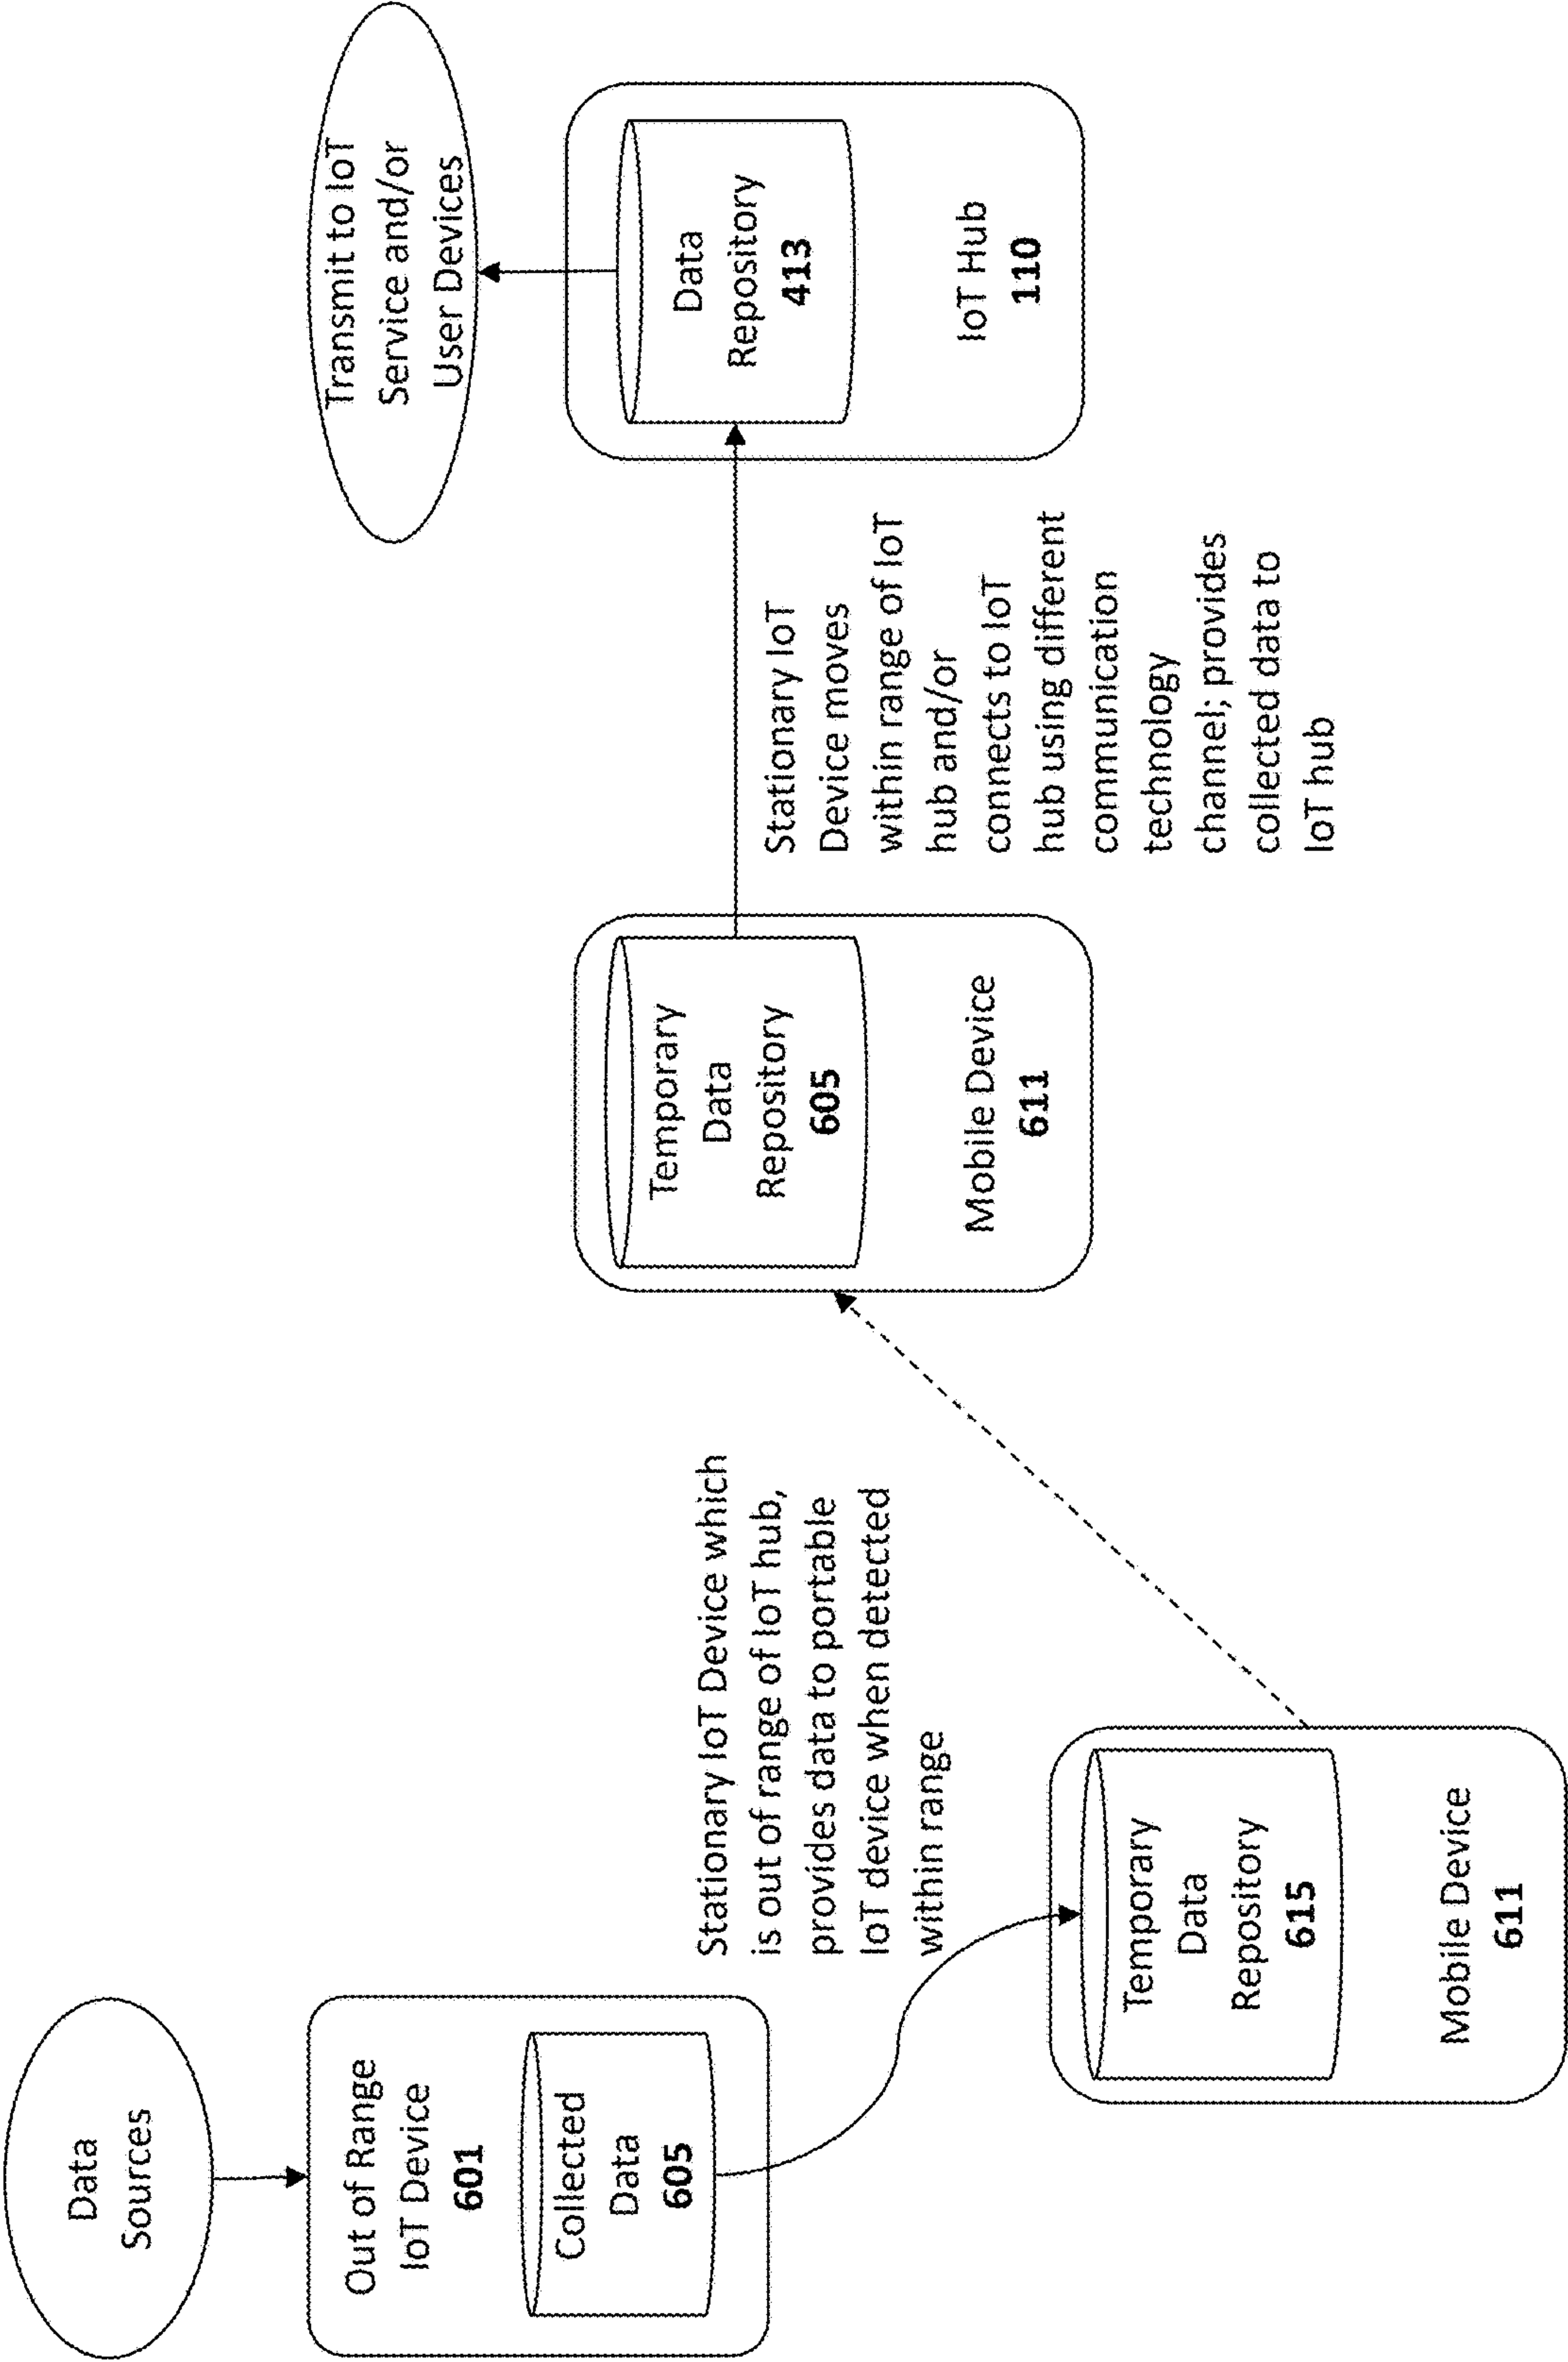 Data
Sources
Out of Range
IoT Device
601
Collected
Data
605
Stationary IoT Device which
is out of range of IoT hub,
provides data to portable
IoT device when detected
within range
Temporary
Data
Repository
615
Mobile Device
611
Temporary
Data
Repository
605
Mobile Device
611
Stationary IoT
Device moves
within range of IoT
hub and/or
connects to IoT
hub using different
communication
technology
channel; provides
collected data to
IoT hub
Transmit to IoT
Service and/or
User Devices
Data
Repository
413
IoT Hub
110